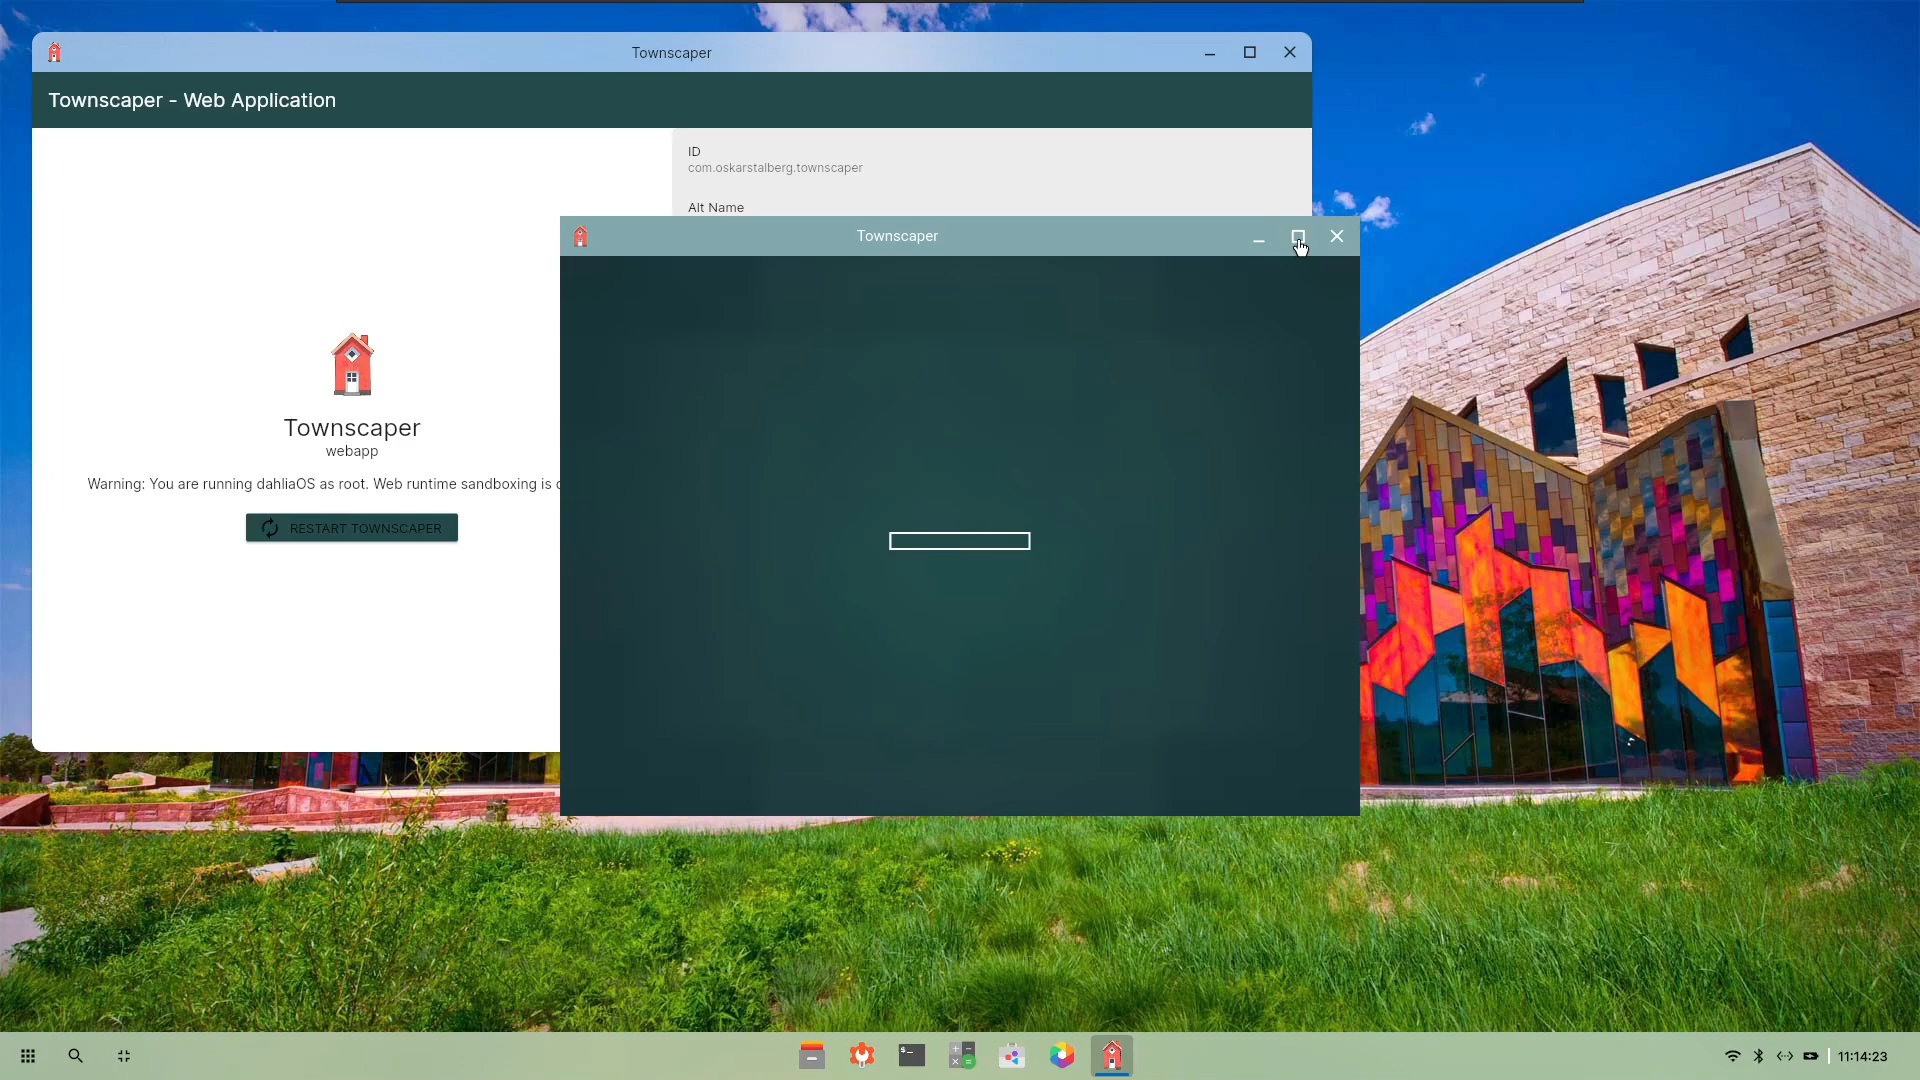 Townscaper
Townscaper - Web Application
ID
com.oskarstalberg.townscaper
Alt Name
Townscaper
Townscaper
webapp
Warning: You are running dahliaOS as root. Web runtime sandboxing is
RESTART TOWNSCAPER
11:14:23